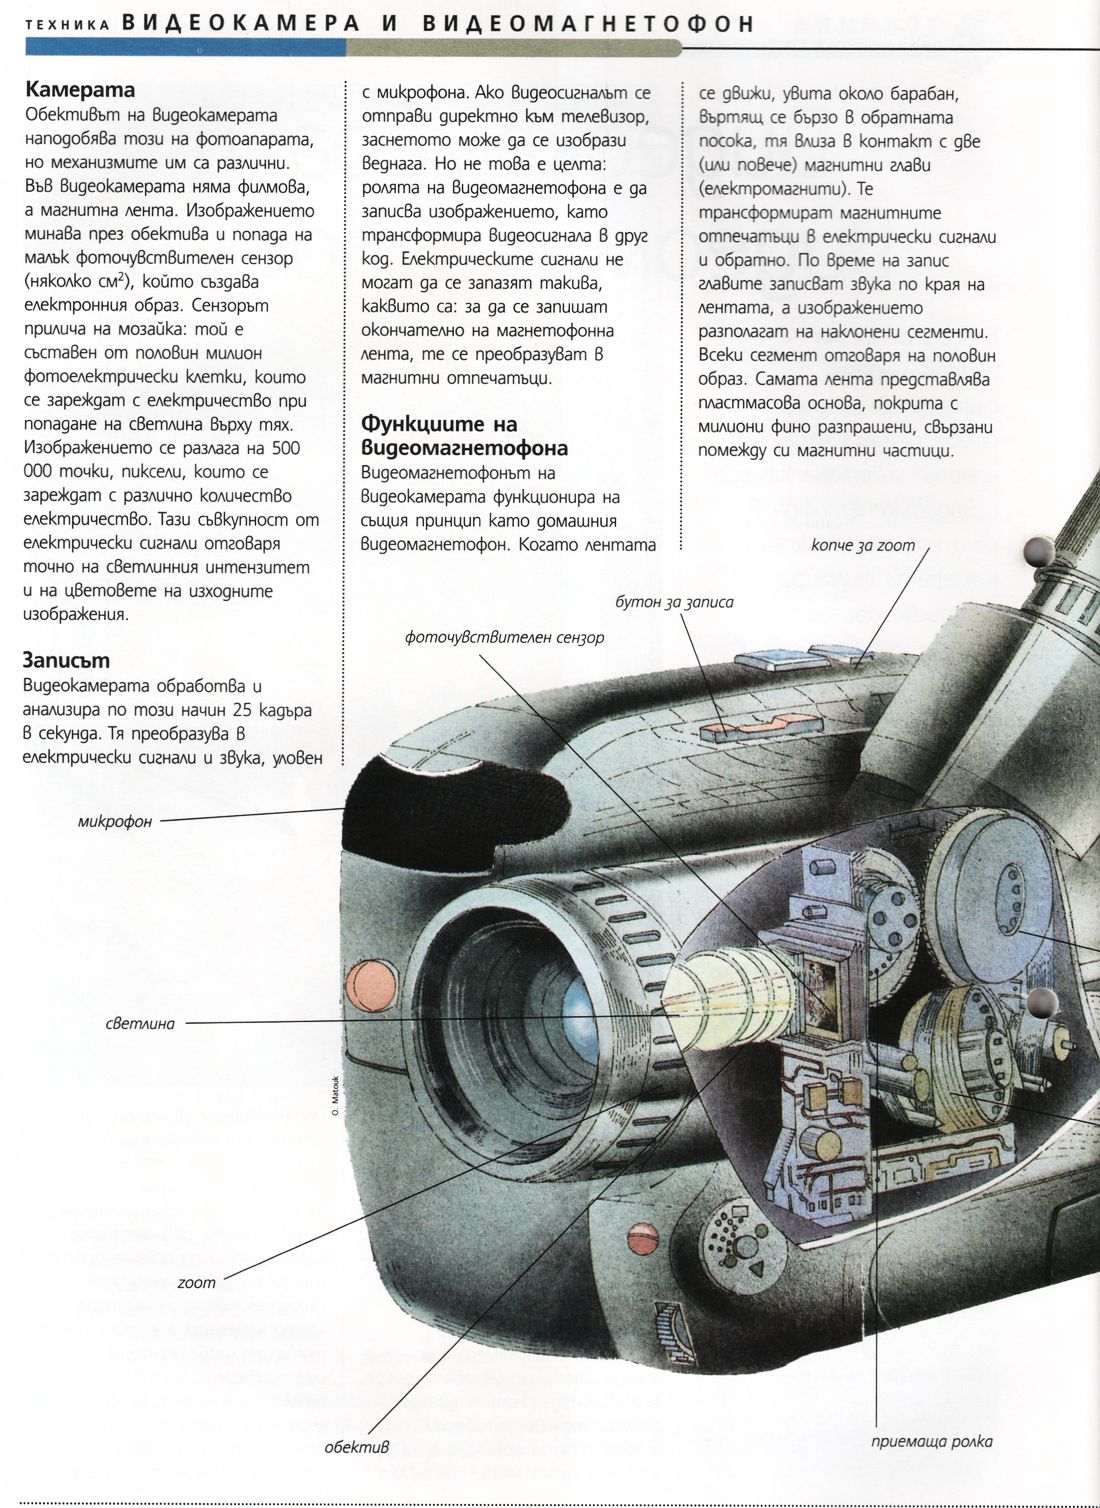 ТЕХНИКА ВИДЕОКАМЕРА И ВИДЕОМАГНЕТОФОН
Камерата
Обективът на видеокамерата
наподобява този на фотоапарата,
но механизмите им са различни.
Във видеокамерата няма филмова,
а магнитна лента. Изображението
минава през обектива и попада на
малък фоточувствителен сензор
(няколко см²), който създава
електронния образ. Сензорът
прилича на мозайка: той е
съставен от половин милион
фотоелектрически клетки, които
се зареждат с електричество при
попадане на светлина върху тях.
Изображението се разлага на 500
000 точки, пиксели, които се
зареждат с различно количество
електричество. Тази съвкупност от
електрически сигнали отговаря
точно на светлинния интензитет
и на цветовете на изходните
изображения.
Записът
Видеокамерата обработва и
анализира по този начин 25 кадъра
в секунда. Тя преобразува в
електрически сигнали и звука, уловен
с микрофона. Ако видеосигналът се
отправи директно към телевизор,
заснетото може да се изобрази
веднага. Но не това е целта:
ролята на видеомагнетофона е да
записва изображението, като
трансформира видеосигнала в друг
код. Електрическите сигнали не
могат да се запазят такива,
каквито са: за да се запишат
окончателно на магнетофонна
лента, те се преобразуват в
магнитни отпечатъци.
Функциите на
видеомагнетофона
Видеомагнетофонът на
видеокамерата функционира на
същия принцип като домашния
видеомагнетофон. Когато лентата
се движи, увита около барабан,
въртящ се бързо в обратната
посока, тя влиза в контакт с две
(или повече) магнитни глави
(електромагнити). Те
трансформират магнитните
отпечатъци в електрически сигнали
и обратно. По време на запис
главите записват звука по края на
лентата, а изображението
разполагат на наклонени сегменти.
Всеки сегмент отговаря на половин
образ. Самата лента представлява
пластмасова основа, покрита с
милиони фино разпрашени, свързани
помежду си магнитни частици.
копче за zoom
бутон за записа
фоточувствителен сензор
микрофон
светлина
O. Matouk
zoom
обектив
приемаща ролка